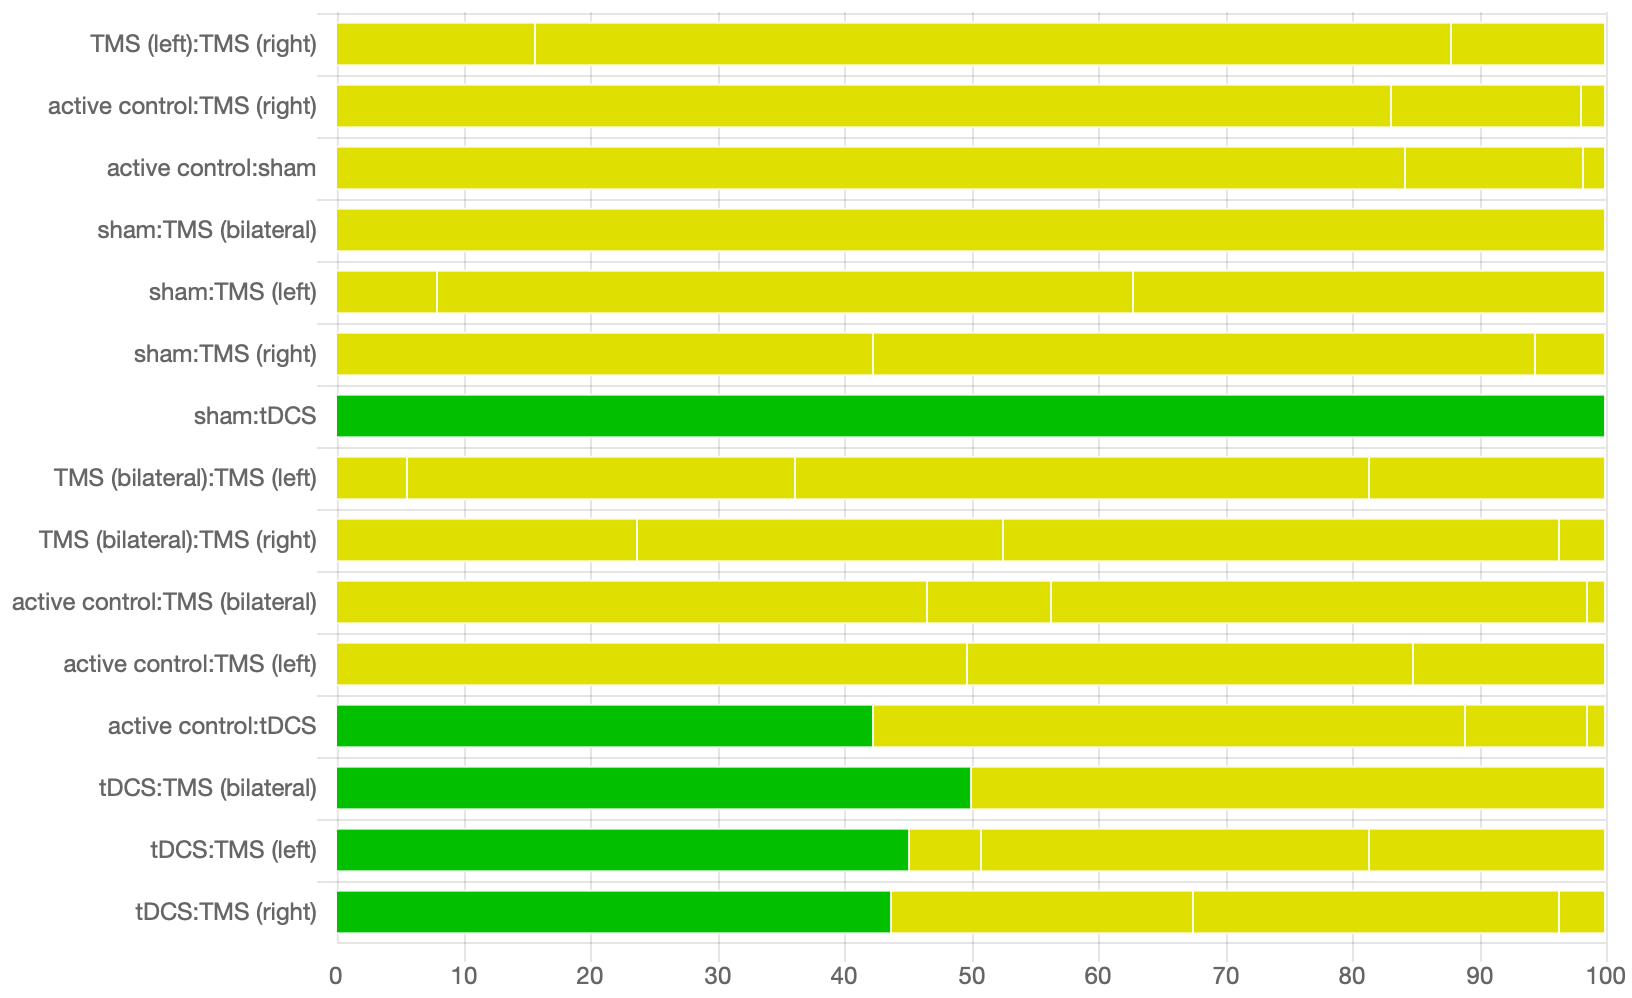 TMS (left):TMS (right)
active control:TMS (right)
active control:sham
sham:TMS (bilateral)
sham:TMS (left)
sham:TMS (right)
sham:tDCS
TMS (bilateral):TMS (left)
TMS (bilateral):TMS (right)
active control:TMS (bilateral)
active control:TMS (left)
active control:tDCS
tDCS:TMS (bilateral)
tDCS:TMS (left)
tDCS:TMS (right)
0 10 20 30 40 50 60 70 80 90 100